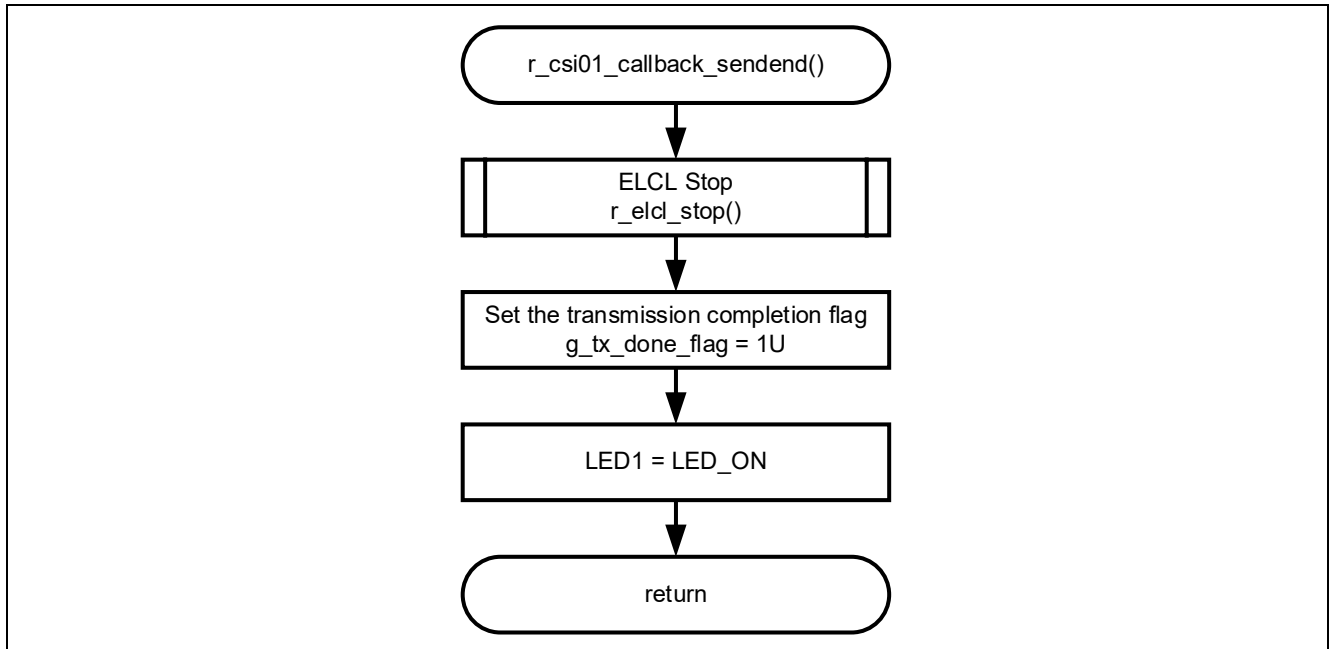 r_csi01_callback_sendend()
ELCL Stop
r_elcl_stop()
Set the transmission completion flag
g_tx_done_flag = 1U
LED1 = LED_ON
return